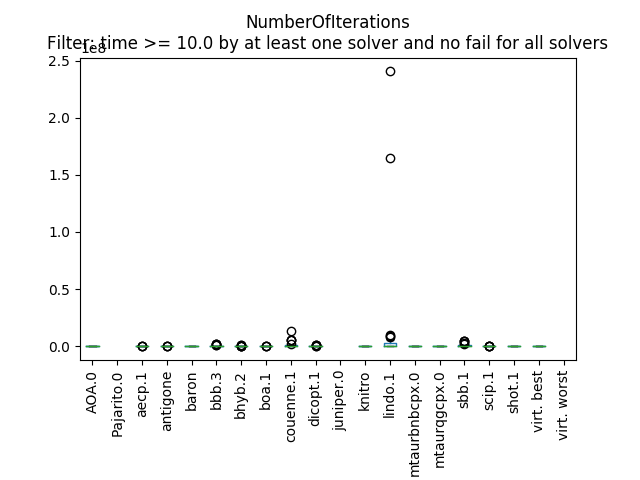 NumberOfIterations
Filter: time >= 10.0 by at least one solver and no fail for all solvers
1e8
2.5
2.0
1.5
1.0
0.5
0.0
AOA.0
Pajarito.0
aecp.1
antigone
baron
bbb.3
bhyb.2
boa.1
couenne.1
dicopt.1
juniper.0
knitro
lindo.1
mtaurbnbcpx.0
mtaurqgcpx.0
sbb.1
scip.1
shot.1
virt. best
virt. worst